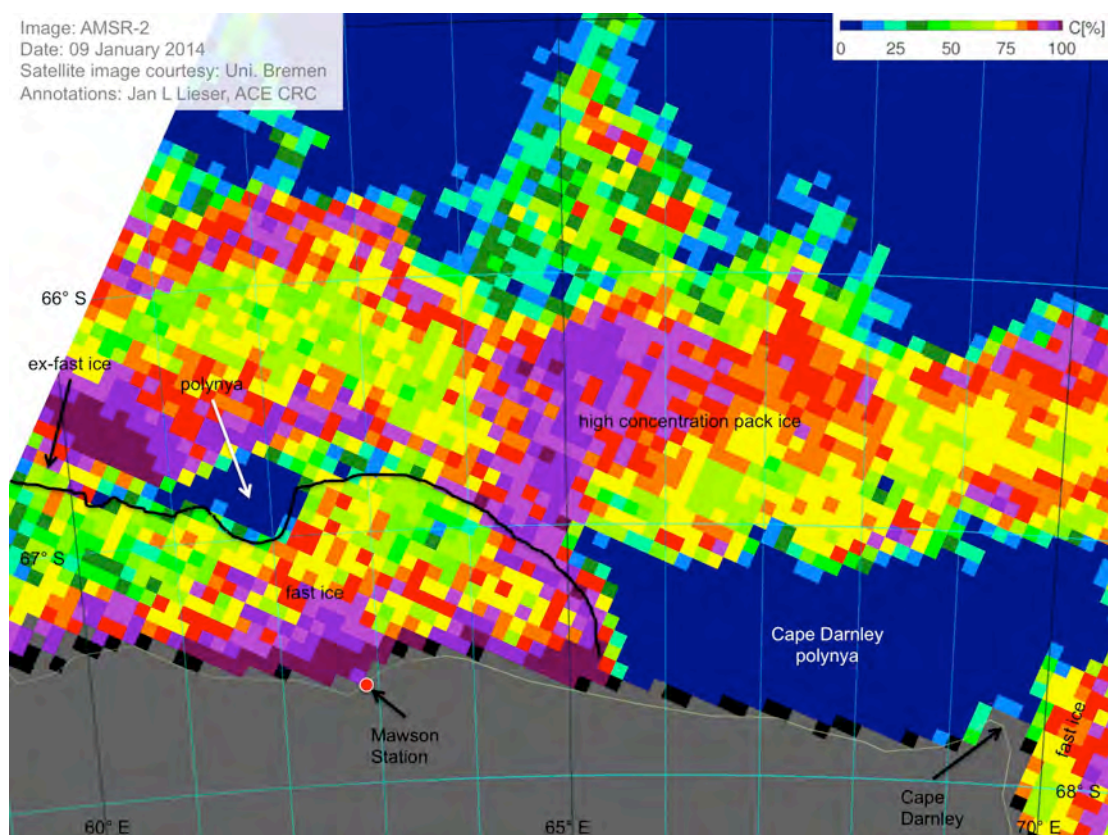 Image: AMSR-2
Date: 09 January 2014
Satellite image courtesy: Uni. Bremen
Annotations: Jan L Lieser, ACE CRC
C[%]
0 25 50 75 100
66° S
ex-fast ice
polynya
high concentration pack ice
67° S
fast ice
Cape Darnley
polynya
Mawson
Station
fast ice
Cape
Darnley
68° S
60° E
65° E
70° E